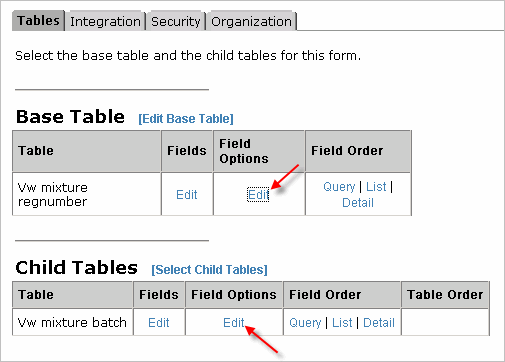 Tables Integration Security Organization
Select the base table and the child tables for this form.
Base Table [Edit Base Table]
Table Fields Field Options Field Order
Vw mixture regnumber Edit Edit Query | List | Detail
Child Tables [Select Child Tables]
Table Fields Field Options Field Order Table Order
Vw mixture batch Edit Edit Query | List | Detail